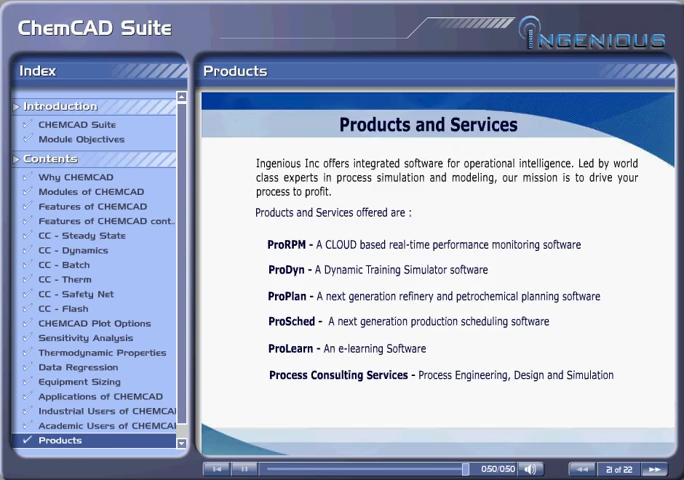 ChemCAD Suite
INGENIOUS
Index
Products
Introduction
CHEMCAD Suite
Module Objectives
Contents
Why CHEMCAD
Modules of CHEMCAD
Features of CHEMCAD
Features of CHEMCAD cont..
CC - Steady State
CC - Dynamics
CC - Batch
CC - Therm
CC - Safety Net
CC - Flash
CHEMCAD Plot Options
Sensitivity Analysis
Thermodynamic Properties
Data Regression
Equipment Sizing
Applications of CHEMCAD
Industrial Users of CHEMCA
Academic Users of CHEMCA
Products
Products and Services
Ingenious Inc offers integrated software for operational intelligence. Led by world
class experts in process simulation and modeling, our mission is to drive your
process to profit.
Products and Services offered are :
ProRPM - A CLOUD based real-time performance monitoring software
ProDyn - A Dynamic Training Simulator software
ProPlan - A next generation refinery and petrochemical planning software
ProSched - A next generation production scheduling software
ProLearn - An e-learning Software
Process Consulting Services - Process Engineering, Design and Simulation
0:50/0:50
21 of 22